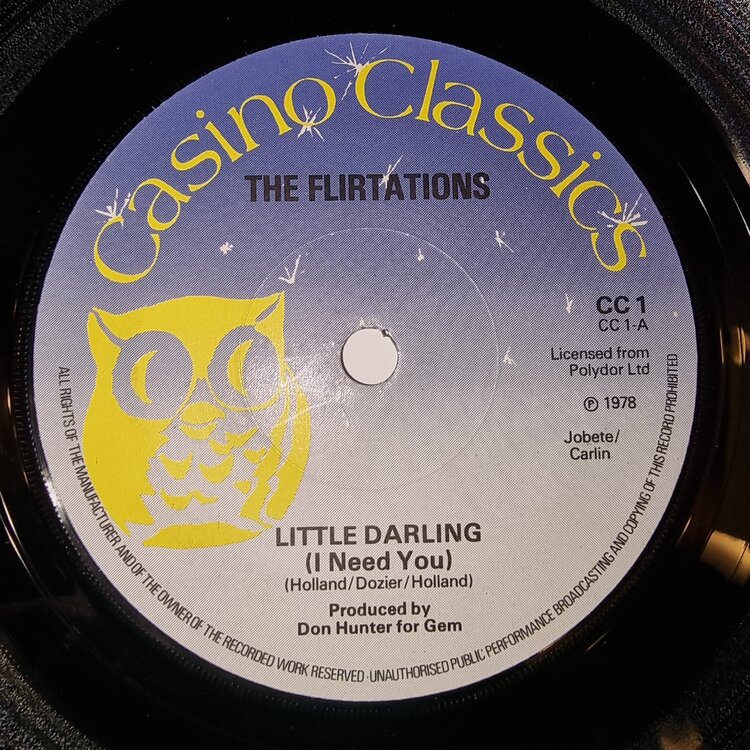 Casino Classics
THE FLIRTATIONS
CC 1
CC 1-A
Licensed from
Polydor Ltd
℗ 1978
Jobete/
Carlin
LITTLE DARLING
(I Need You)
(Holland/Dozier/Holland)
Produced by
Don Hunter for Gem
ALL RIGHTS OF THE MANUFACTURER AND OF THE OWNER OF THE RECORDED WORK RESERVED · UNAUTHORISED PUBLIC PERFORMANCE BROADCASTING AND COPYING OF THIS RECORD PROHIBITED